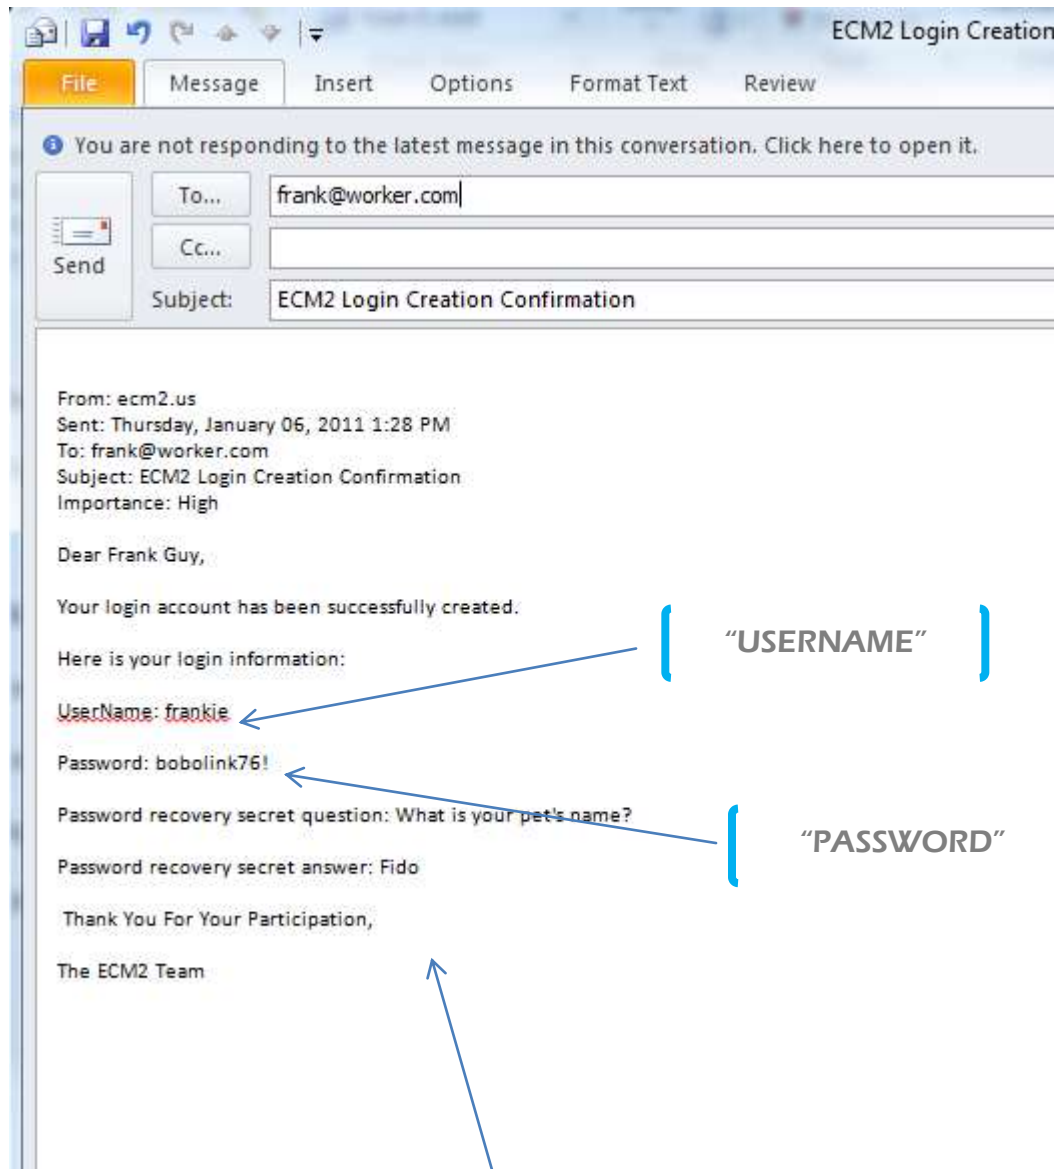 ECM2 Login Creation
File Message Insert Options Format Text Review
You are not responding to the latest message in this conversation. Click here to open it.
To... frank@worker.com
Cc...
Send
Subject: ECM2 Login Creation Confirmation
From: ecm2.us
Sent: Thursday, January 06, 2011 1:28 PM
To: frank@worker.com
Subject: ECM2 Login Creation Confirmation
Importance: High
Dear Frank Guy,
Your login account has been successfully created.
"USERNAME"
Here is your login information:
UserName: frankie
Password: bobolink76!
Password recovery secret question: What is your pet's name?
"PASSWORD"
Password recovery secret answer: Fido
Thank You For Your Participation,
The ECM2 Team